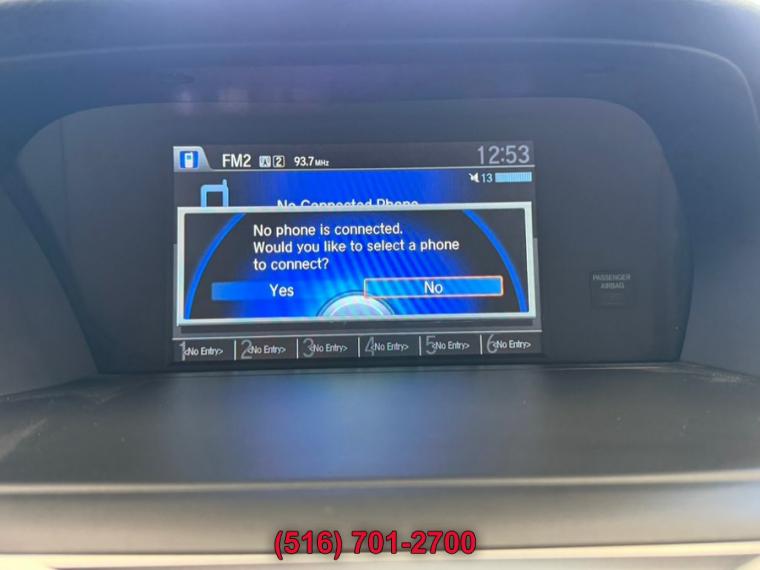 FM2 A 2 93.7 MHz 12:53
13
No Connected Phone
No phone is connected.
Would you like to select a phone
to connect?
Yes No
1 <No Entry> 2 <No Entry> 3 <No Entry> 4 <No Entry> 5 <No Entry> 6 <No Entry>
PASSENGER
AIRBAG
(516) 701-2700